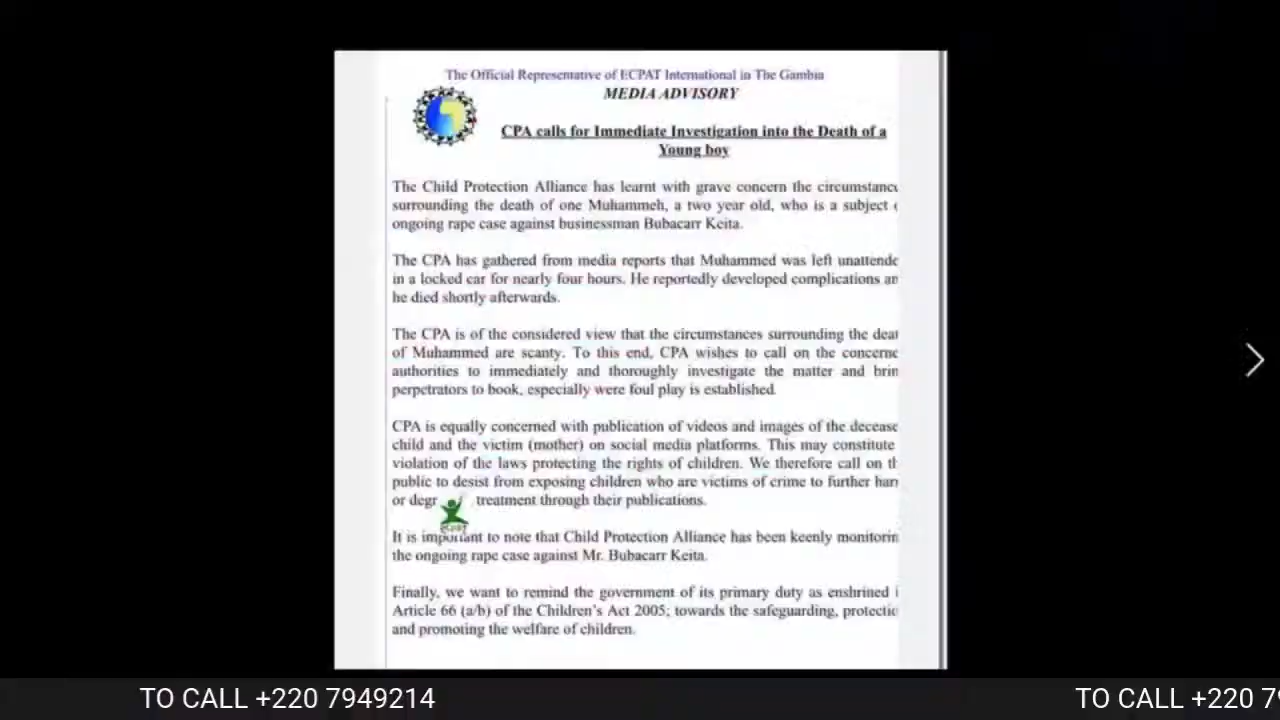 The Official Representative of ECPAT International in The Gambia
MEDIA ADVISORY
CPA calls for Immediate Investigation into the Death of a
Young boy
The Child Protection Alliance has learnt with grave concern the circumstanc
surrounding the death of one Muhammeh, a two year old, who is a subject
ongoing rape case against businessman Bubacarr Keita.
The CPA has gathered from media reports that Muhammed was left unattende
in a locked car for nearly four hours. He reportedly developed complications an
he died shortly afterwards.
The CPA is of the considered view that the circumstances surrounding the deat
of Muhammed are scanty. To this end, CPA wishes to call on the concerne
authorities to immediately and thoroughly investigate the matter and brin
perpetrators to book, especially were foul play is established.
CPA is equally concerned with publication of videos and images of the decease
child and the victim (mother) on social media platforms. This may constitute
violation of the laws protecting the rights of children. We therefore call on th
public to desist from exposing children who are victims of crime to further har
or degr treatment through their publications.
It is important to note that Child Protection Alliance has been keenly monitorin
the ongoing rape case against Mr. Bubacarr Keita.
Finally, we want to remind the government of its primary duty as enshrined i
Article 66 (a/b) of the Children's Act 2005; towards the safeguarding, protectio
and promoting the welfare of children.
TO CALL +220 7949214
TO CALL +220 79